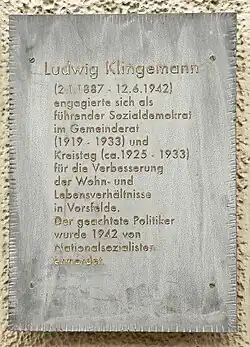 Ludwig Klingemann
(2.1.1887 - 12.6.1942)
engagierte sich als
führender Sozialdemokrat
im Gemeinderat
(1919 - 1933) und
Kreistag (ca.1925 - 1933)
für die Verbesserung
der Wohn- und
Lebensverhältnisse
in Vorsfelde.
Der geachtete Politiker
wurde 1942 von
Nationalsozialisten
ermordet.